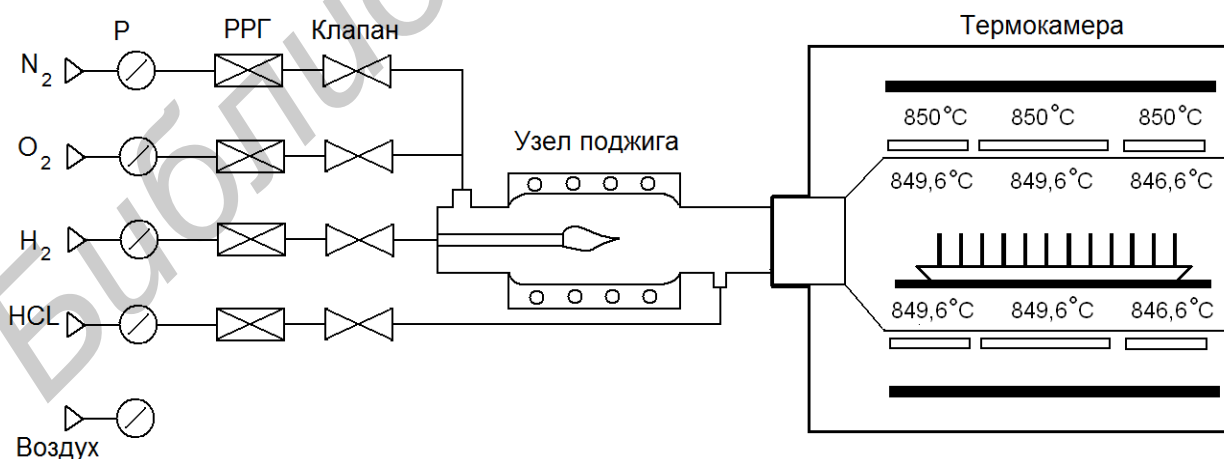 Библио
P
РРГ
Клапан
Термокамера
N2
O2
H2
HCL
Воздух
Узел поджига
850°C 850°C 850°C
849,6°C 849,6°C 846,6°C
849,6°C 849,6°C 846,6°C